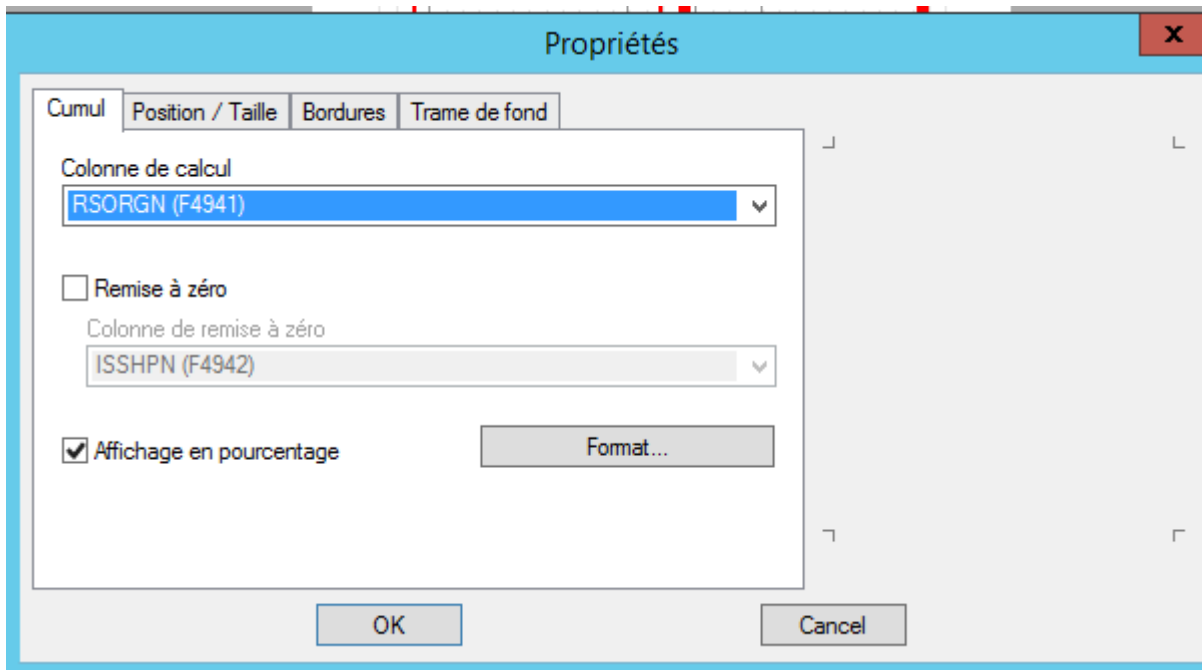 Propriétés
x
Cumul
Position / Taille
Bordures
Trame de fond
Colonne de calcul
RSORGN (F4941)
Remise à zéro
Colonne de remise à zéro
ISSHPN (F4942)
Affichage en pourcentage
Format...
OK
Cancel